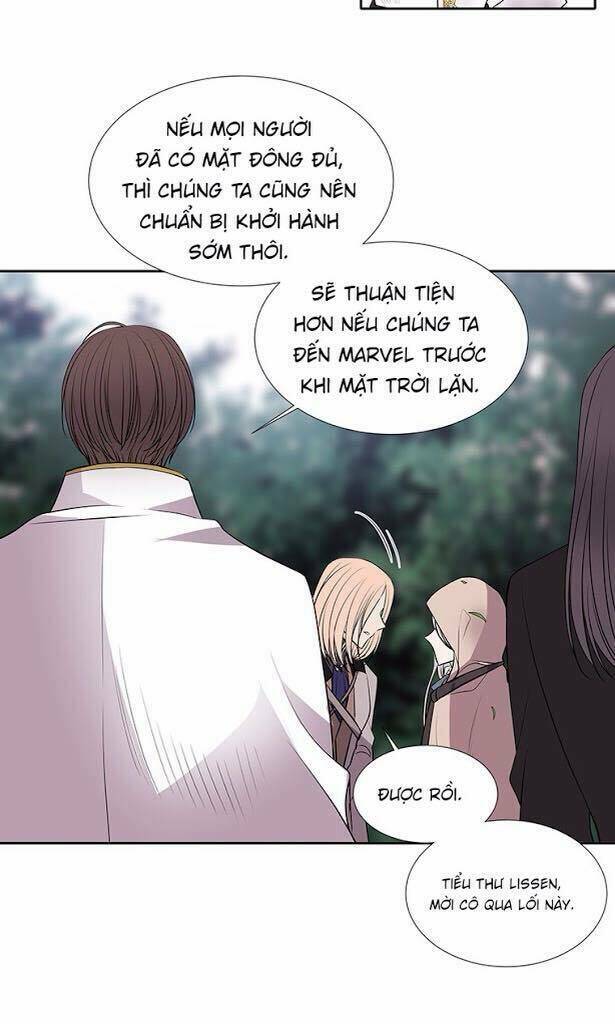 NẾU MỌI NGƯỜI
ĐÃ CÓ MẶT ĐÔNG ĐỦ,
THÌ CHÚNG TA CŨNG NÊN
CHUẨN BỊ KHỞI HÀNH
SỚM THÔI.
SẼ THUẬN TIỆN
HƠN NẾU CHÚNG TA
ĐẾN MARVEL TRƯỚC
KHI MẶT TRỜI LẶN.
ĐƯỢC RỒI.
TIỂU THƯ LISSEN,
MỜI CÔ QUA LỐI NÀY.